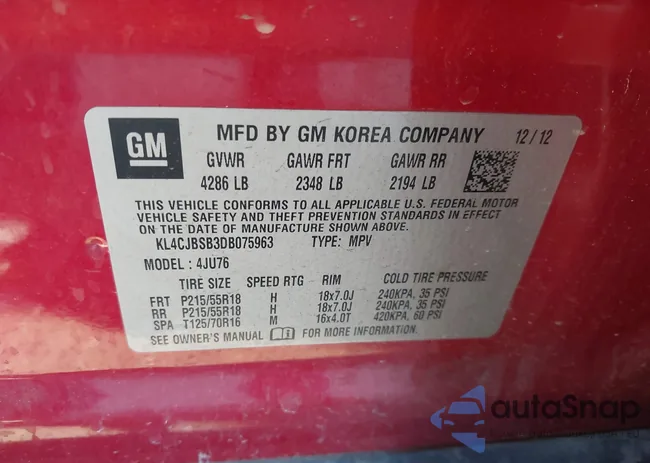 GM MFD BY GM KOREA COMPANY 12/12
GVWR GAWR FRT GAWR RR
4286 LB 2348 LB 2194 LB
THIS VEHICLE CONFORMS TO ALL APPLICABLE U.S. FEDERAL MOTOR
VEHICLE SAFETY AND THEFT PREVENTION STANDARDS IN EFFECT
ON THE DATE OF MANUFACTURE SHOWN ABOVE.
KL4CJBSB3DB075963 TYPE: MPV
MODEL : 4JU76
TIRE SIZE SPEED RTG RIM COLD TIRE PRESSURE
FRT P215/55R18 H 18x7.0J 240KPA, 35 PSI
RR P215/55R18 H 18x7.0J 240KPA, 35 PSI
SPA T125/70R16 M 16x4.0T 420KPA, 60 PSI
SEE OWNER'S MANUAL FOR MORE INFORMATION.
autoSnap